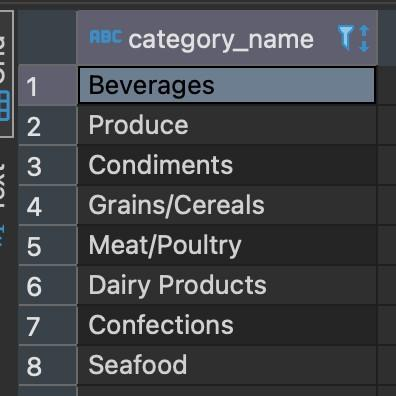 ABC category_name
1 Beverages
2 Produce
3 Condiments
4 Grains/Cereals
5 Meat/Poultry
6 Dairy Products
7 Confections
8 Seafood